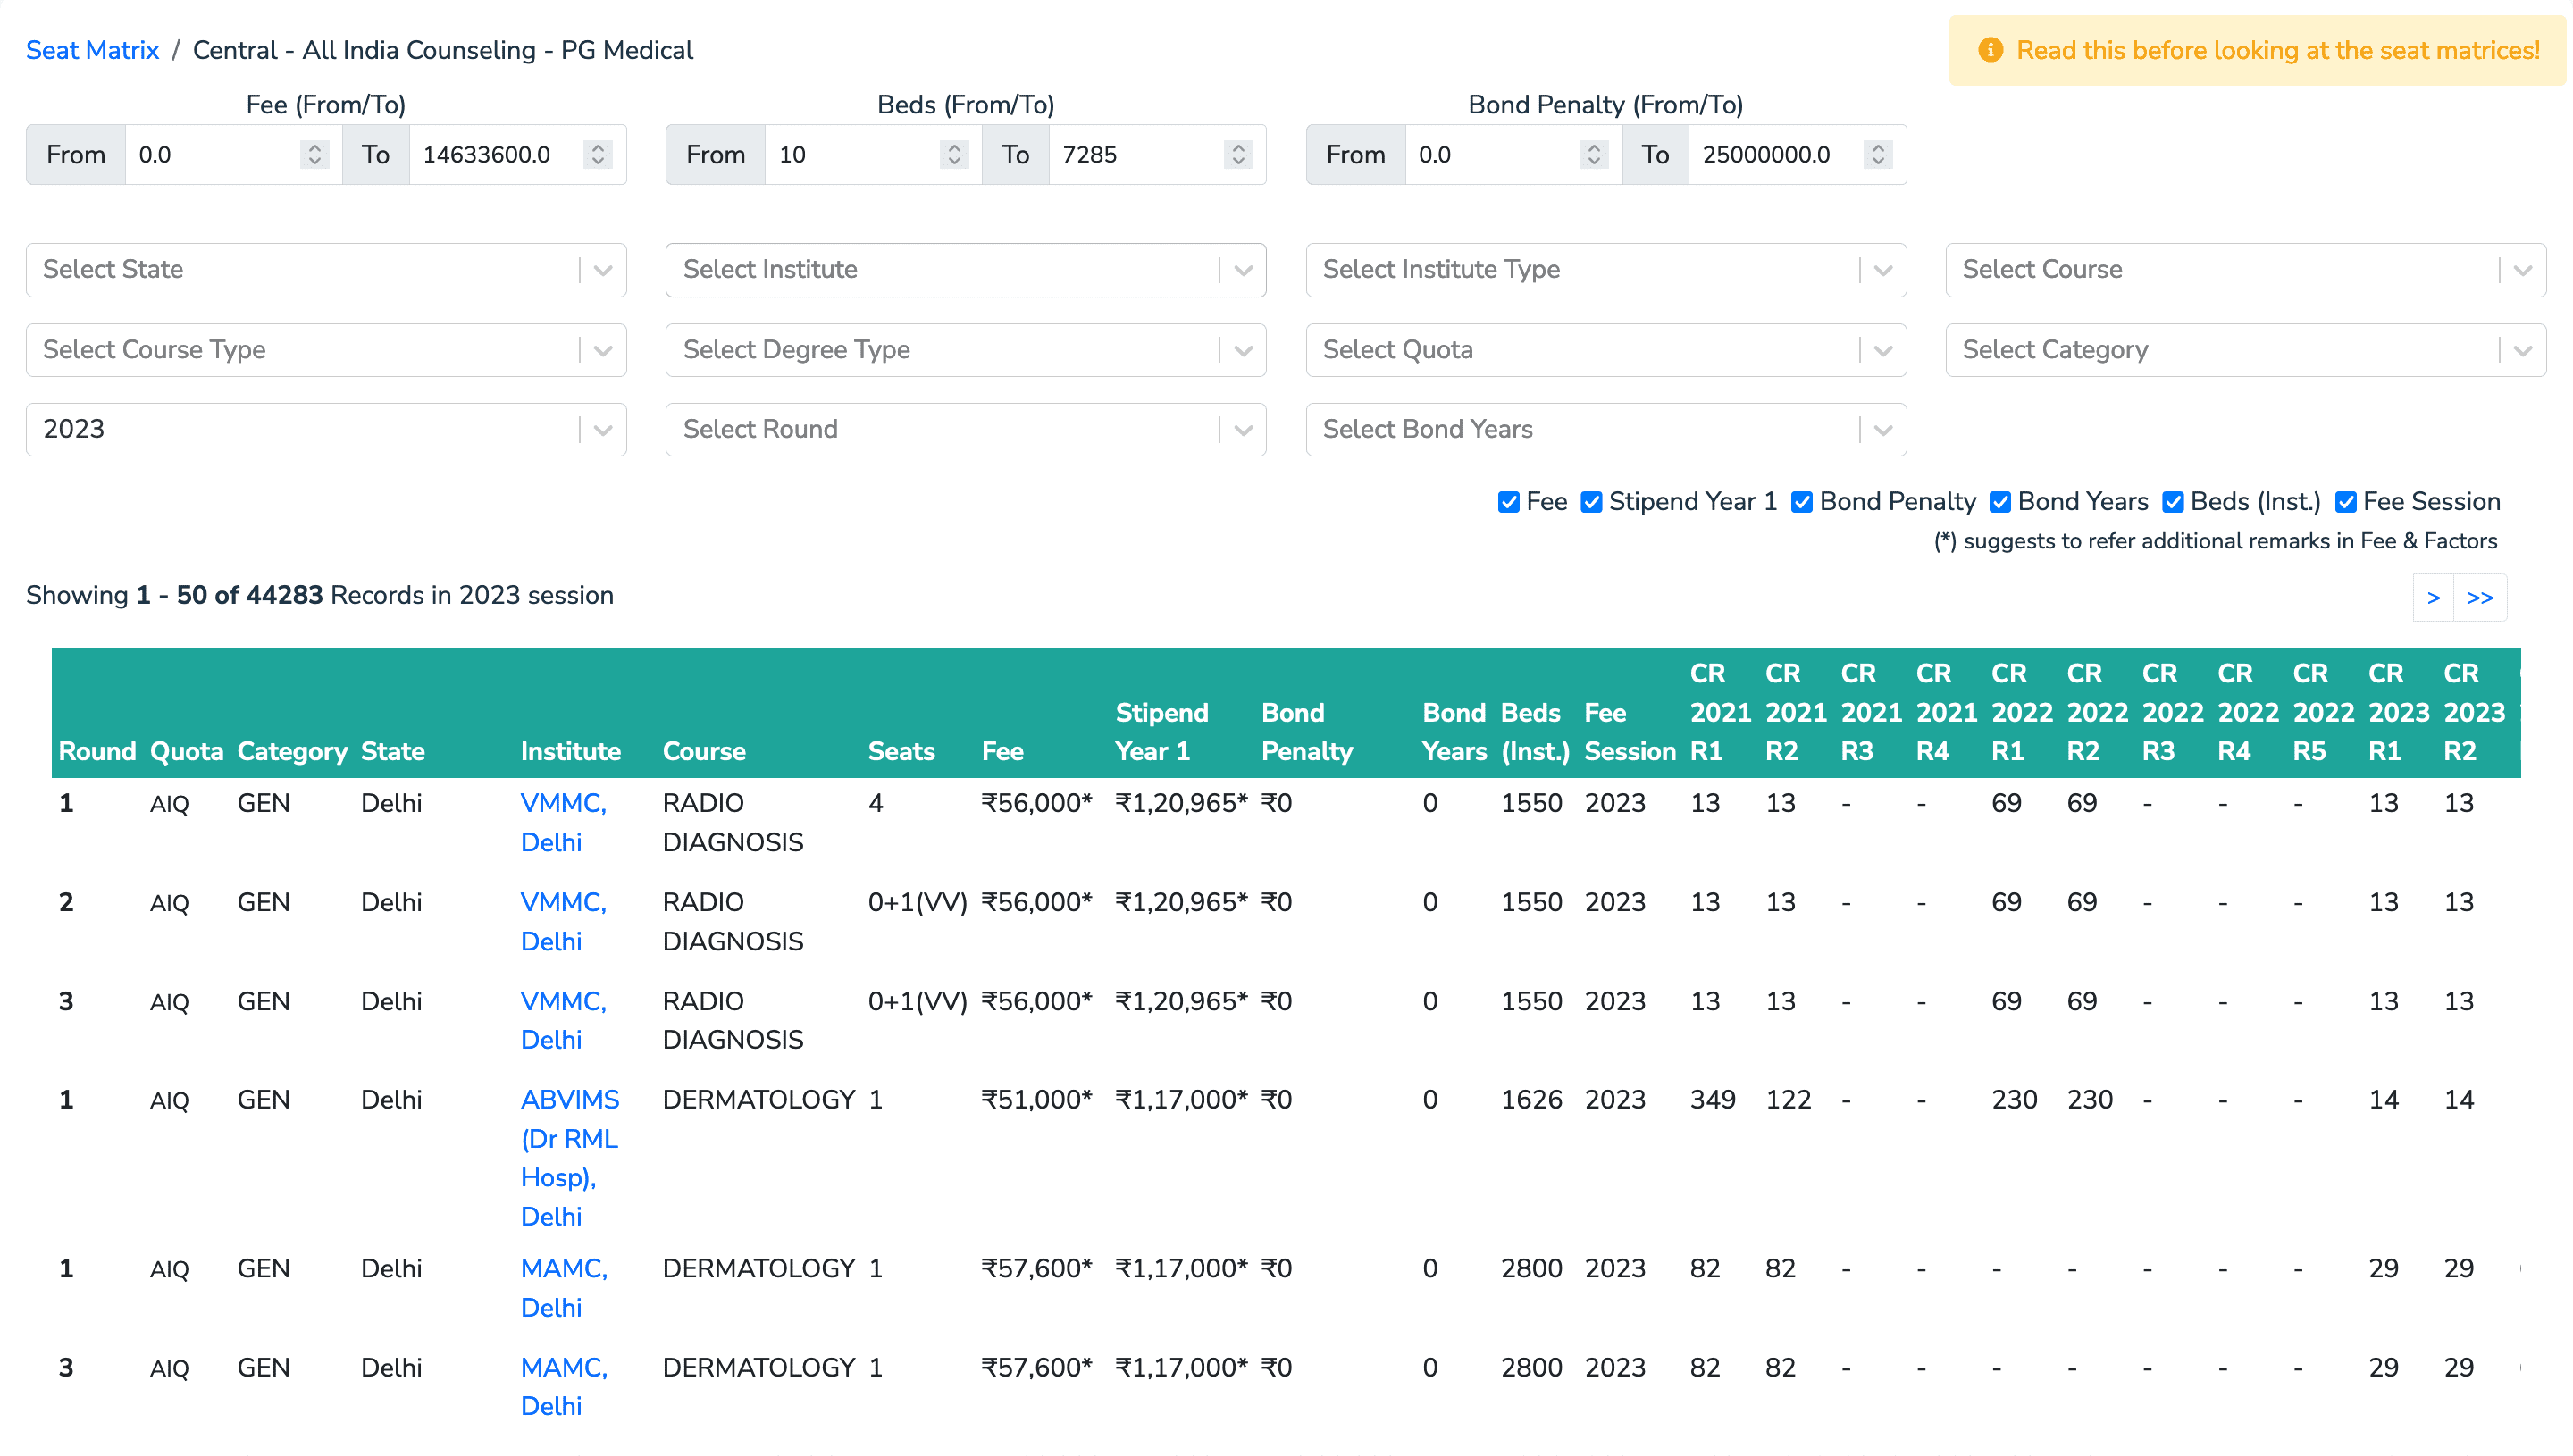 Seat Matrix / Central - All India Counseling - PG Medical
Read this before looking at the seat matrices!
Fee (From/To) Beds (From/To) Bond Penalty (From/To)
From 0.0 To 14633600.0 From 10 To 7285 From 0.0 To 25000000.0
Select State Select Institute Select Institute Type Select Course
Select Course Type Select Degree Type Select Quota Select Category
2023 Select Round Select Bond Years
Fee Stipend Year 1 Bond Penalty Bond Years Beds (Inst.) Fee Session
(*) suggests to refer additional remarks in Fee & Factors
Showing 1 - 50 of 44283 Records in 2023 session > >>
CR CR CR CR CR CR CR CR CR CR CR
Stipend Bond Bond Beds Fee 2021 2021 2021 2021 2022 2022 2022 2022 2022 2023 2023
Round Quota Category State Institute Course Seats Fee Year 1 Penalty Years (Inst.) Session R1 R2 R3 R4 R1 R2 R3 R4 R5 R1 R2
1 AIQ GEN Delhi VMMC, RADIO 4 ₹56,000* ₹1,20,965* ₹0 0 1550 2023 13 13 - - 69 69 - - - 13 13
Delhi DIAGNOSIS
2 AIQ GEN Delhi VMMC, RADIO 0+1(VV) ₹56,000* ₹1,20,965* ₹0 0 1550 2023 13 13 - - 69 69 - - - 13 13
Delhi DIAGNOSIS
3 AIQ GEN Delhi VMMC, RADIO 0+1(VV) ₹56,000* ₹1,20,965* ₹0 0 1550 2023 13 13 - - 69 69 - - - 13 13
Delhi DIAGNOSIS
1 AIQ GEN Delhi ABVIMS DERMATOLOGY 1 ₹51,000* ₹1,17,000* ₹0 0 1626 2023 349 122 - - 230 230 - - - 14 14
(Dr RML
Hosp),
Delhi
1 AIQ GEN Delhi MAMC, DERMATOLOGY 1 ₹57,600* ₹1,17,000* ₹0 0 2800 2023 82 82 - - - - - - - 29 29
Delhi
3 AIQ GEN Delhi MAMC, DERMATOLOGY 1 ₹57,600* ₹1,17,000* ₹0 0 2800 2023 82 82 - - - - - - - 29 29
Delhi